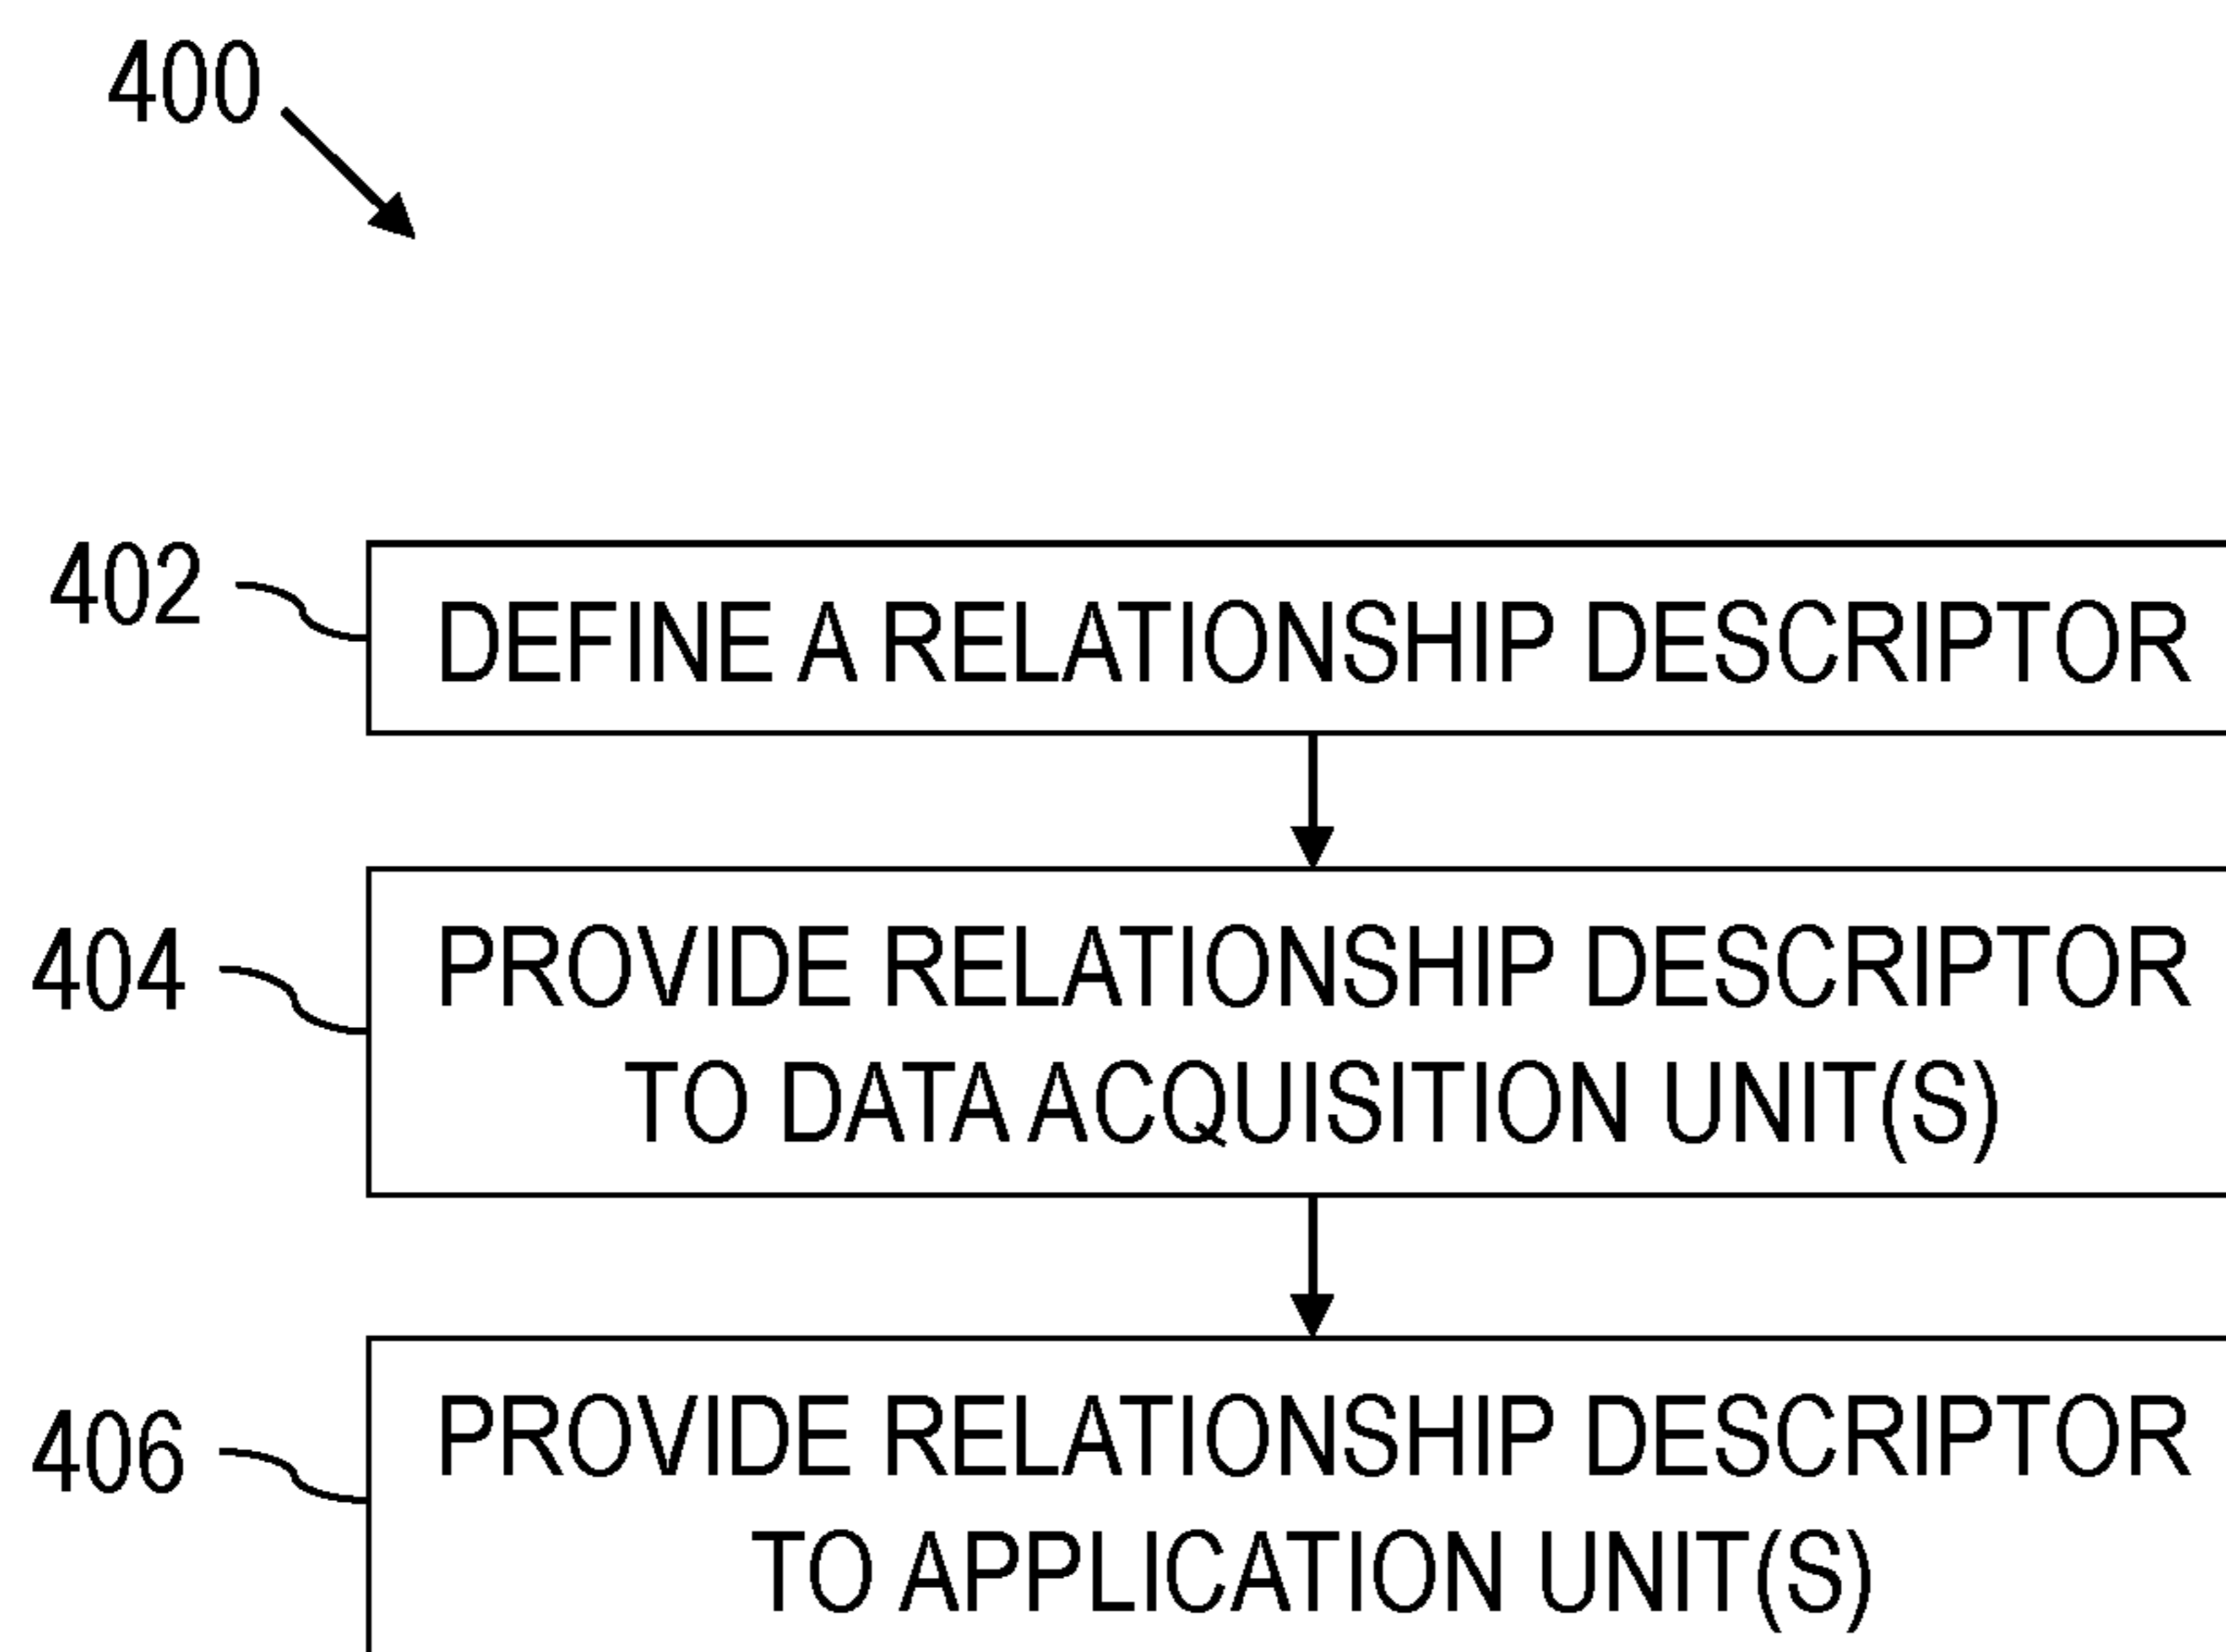 400
402
DEFINE A RELATIONSHIP DESCRIPTOR
404
PROVIDE RELATIONSHIP DESCRIPTOR
TO DATA ACQUISITION UNIT(S)
406
PROVIDE RELATIONSHIP DESCRIPTOR
TO APPLICATION UNIT(S)